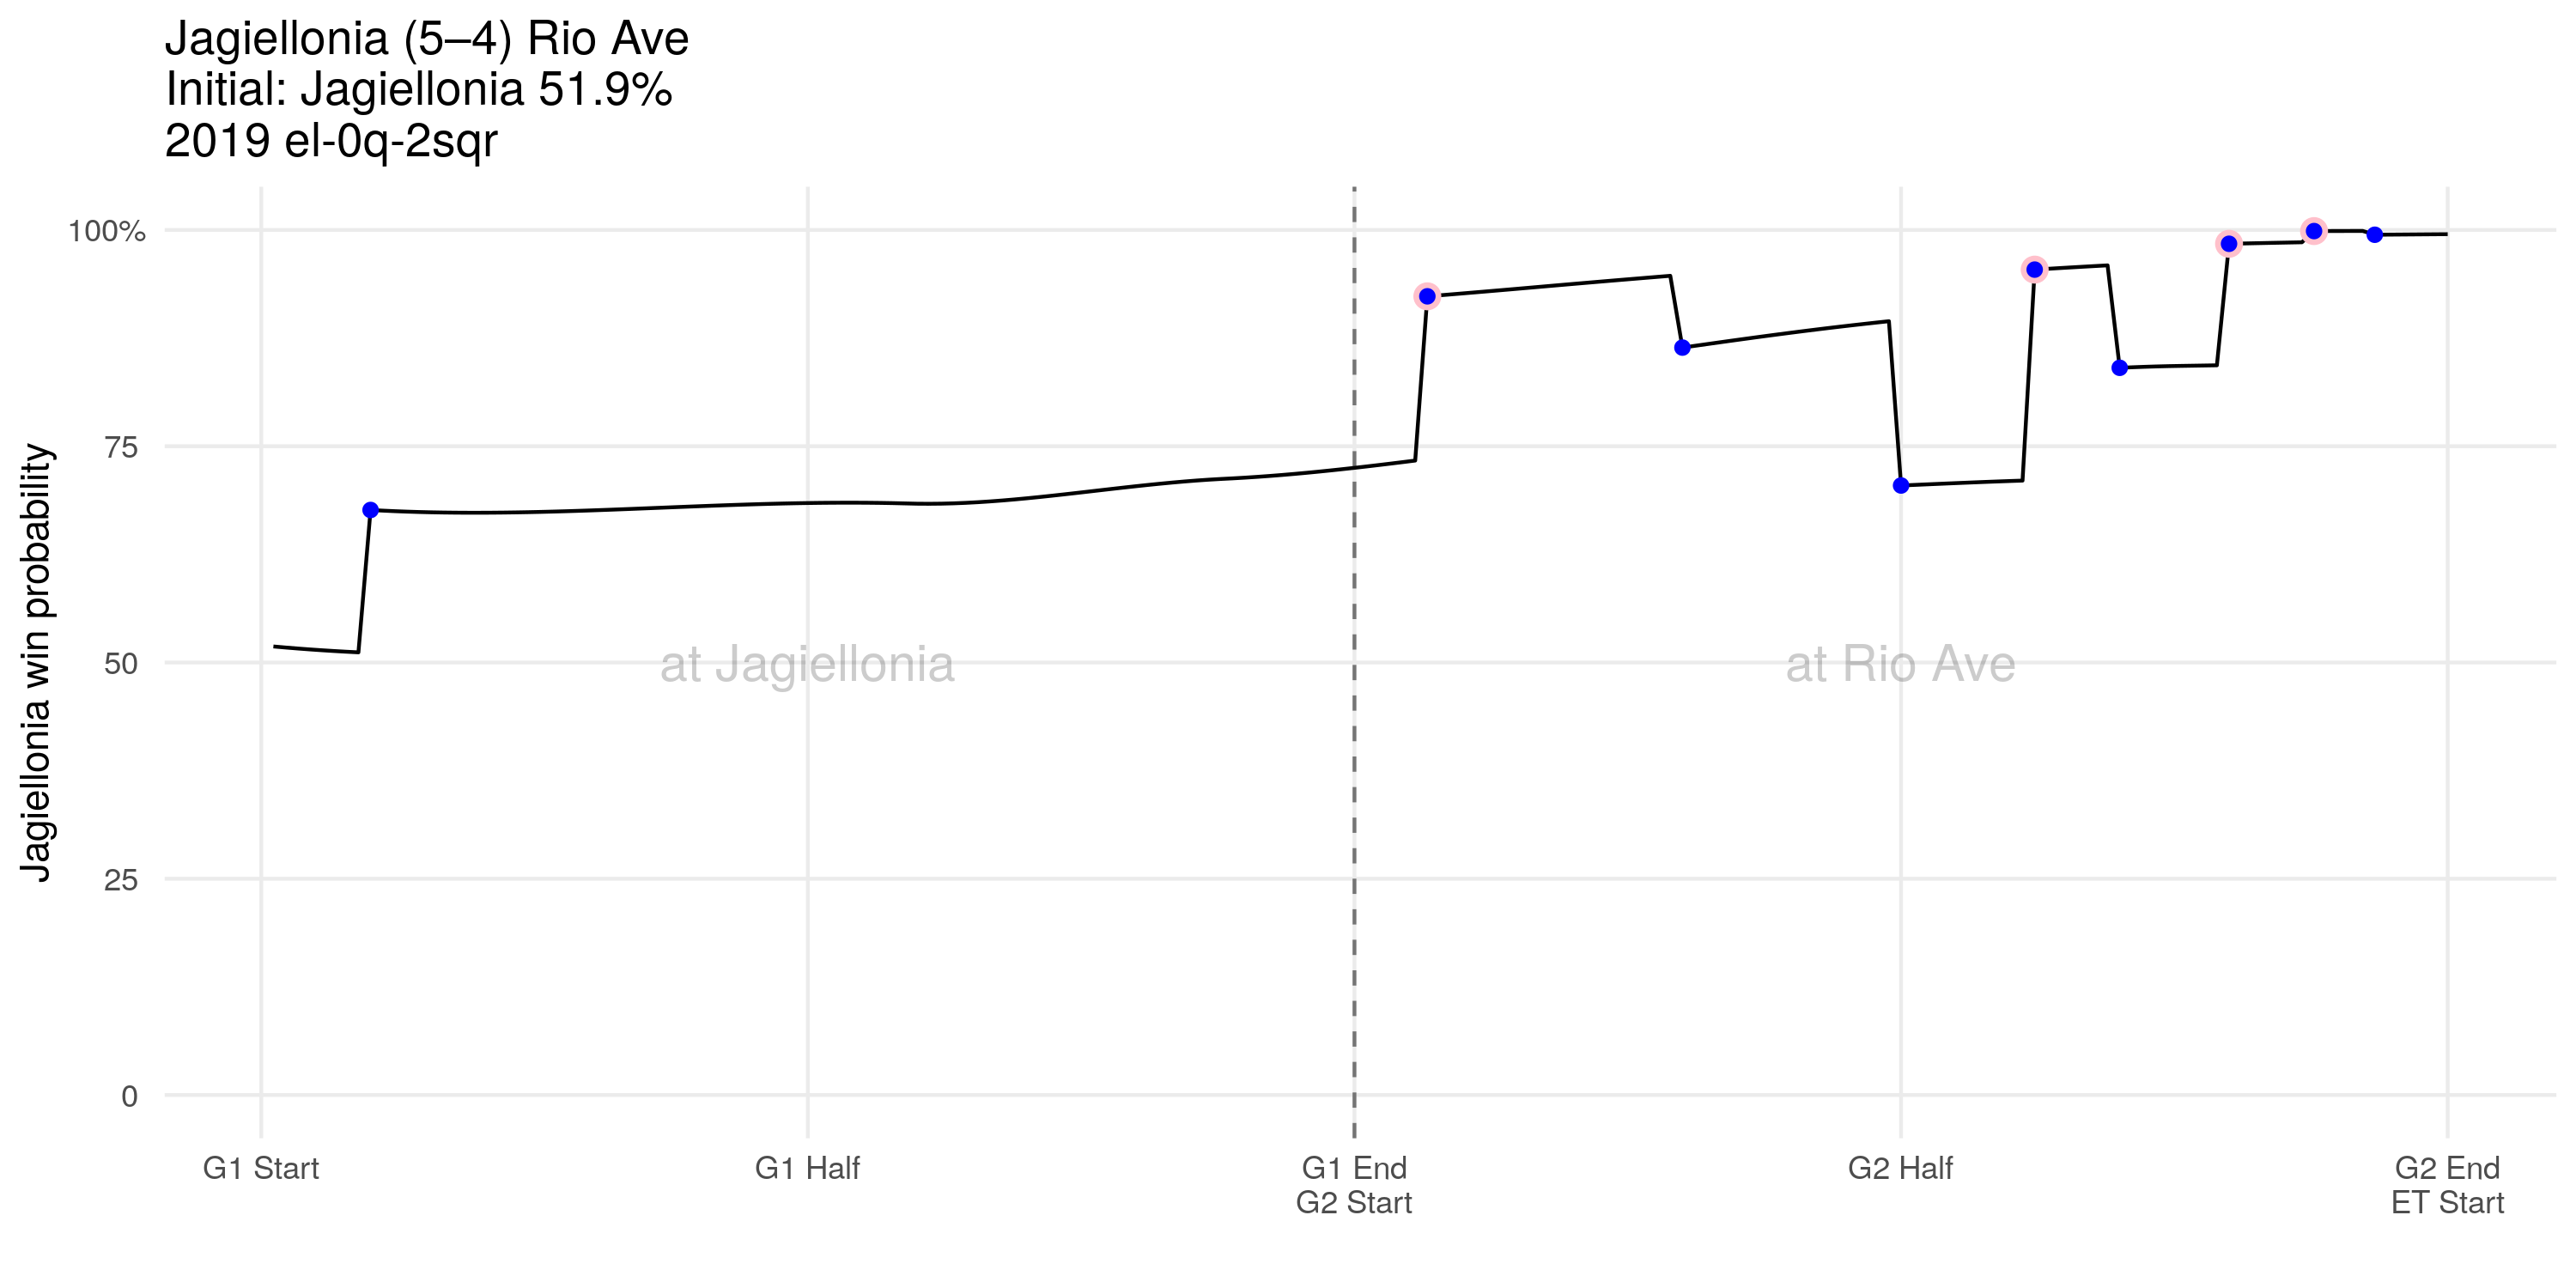 Jagiellonia (5–4) Rio Ave
Initial: Jagiellonia 51.9%
2019 el-0q-2sqr
Jagiellonia win probability
100%
75
50
25
0
at Jagiellonia
at Rio Ave
G1 Start
G1 Half
G1 End
G2 Start
G2 Half
G2 End
ET Start